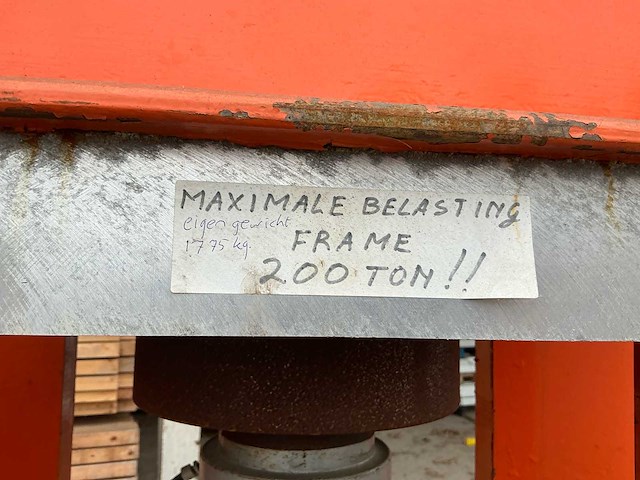 MAXIMALE BELASTING
eigen gewicht
1775 kg.
FRAME
200 TON!!